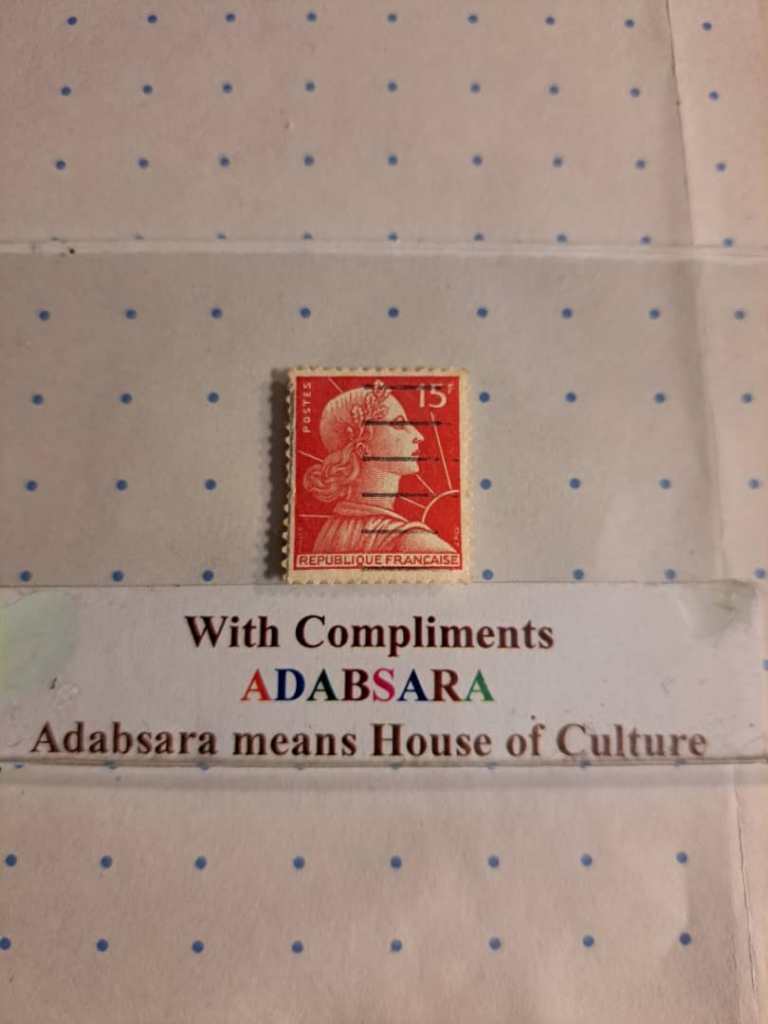 POSTES
15F
REPUBLIQUE FRANÇAISE
With Compliments
ADABSARA
Adabsara means House of Culture